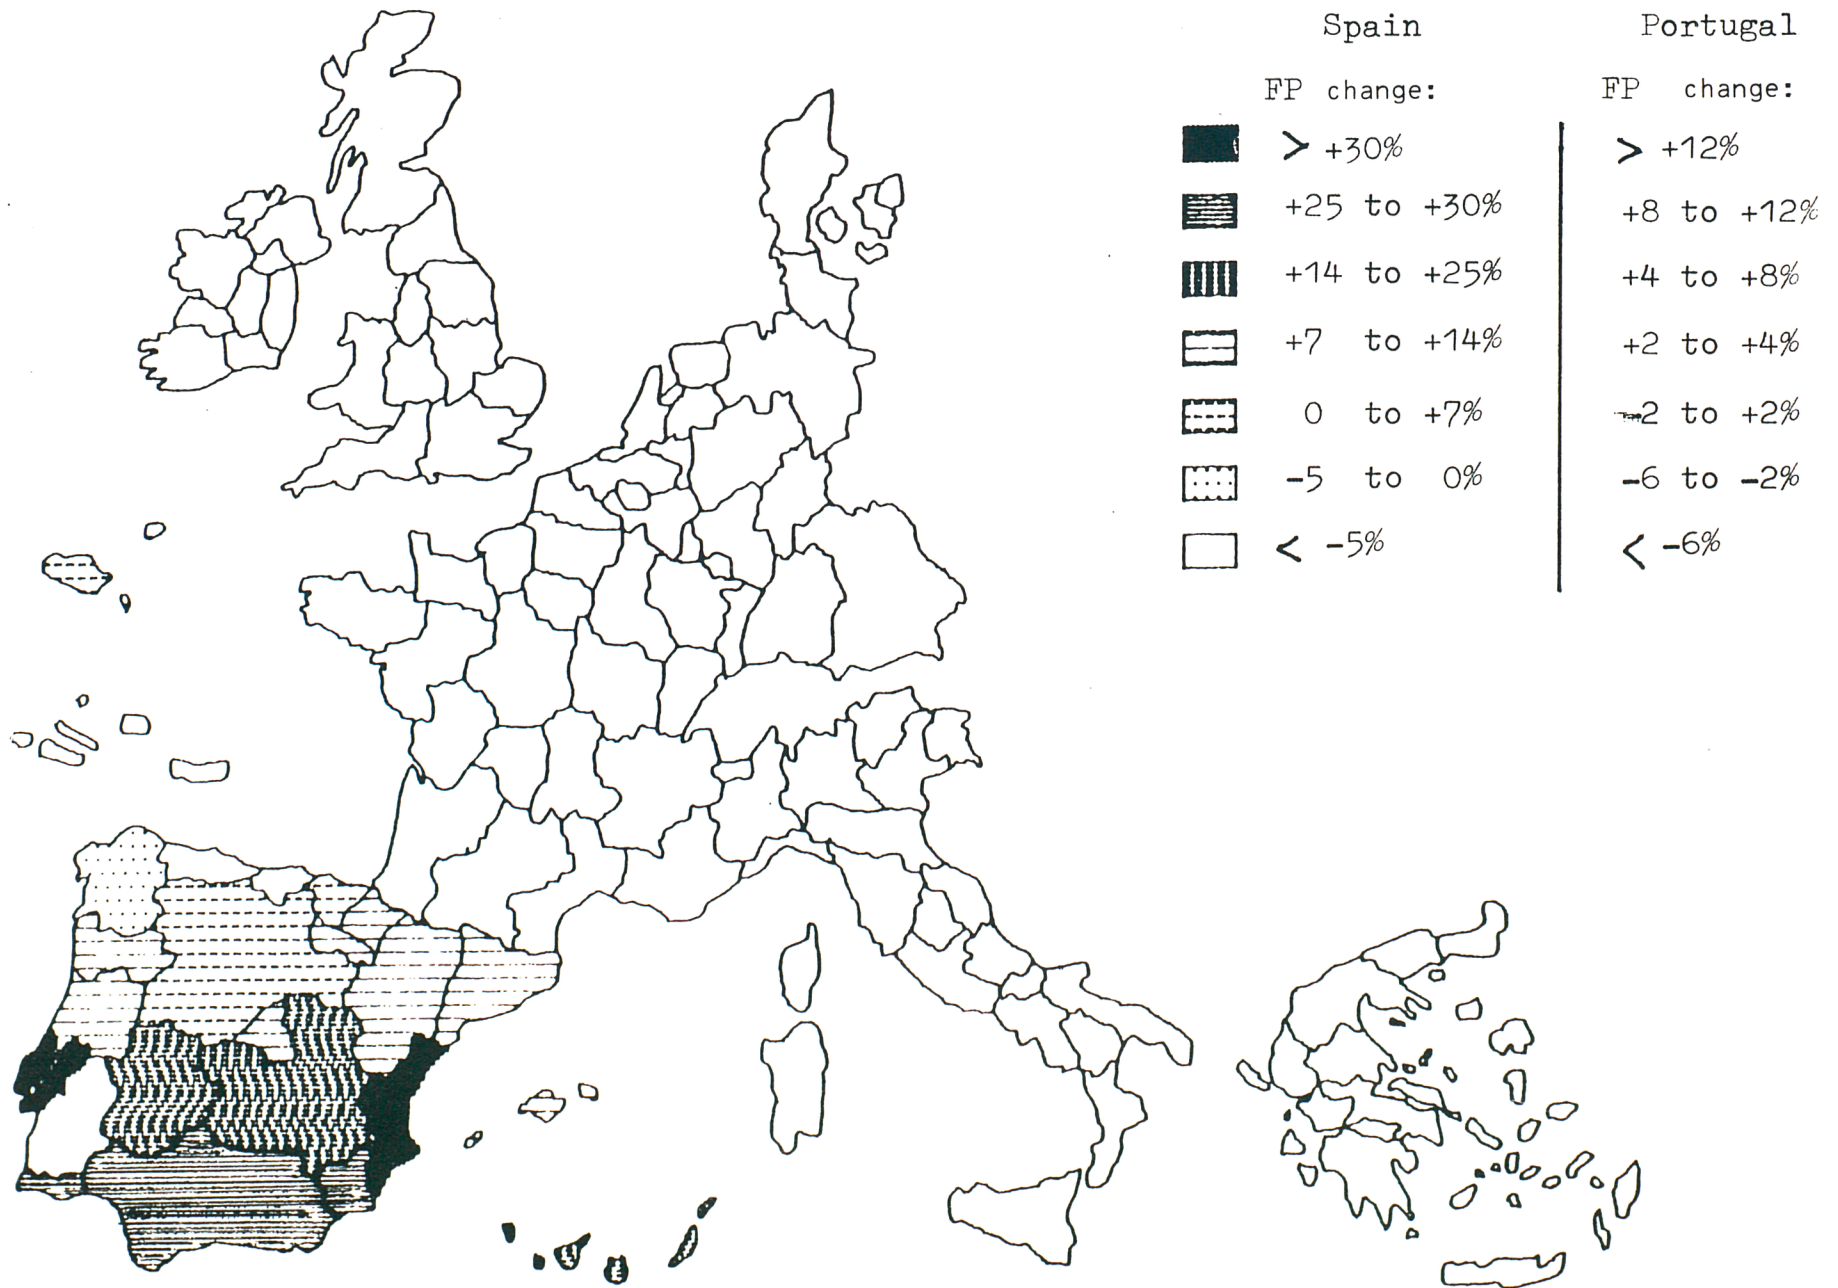 Spain Portugal
FP change: FP change:
> +30% > +12%
+25 to +30% +8 to +12%
+14 to +25% +4 to +8%
+7 to +14% +2 to +4%
0 to +7% -2 to +2%
-5 to 0% -6 to -2%
< -5% < -6%